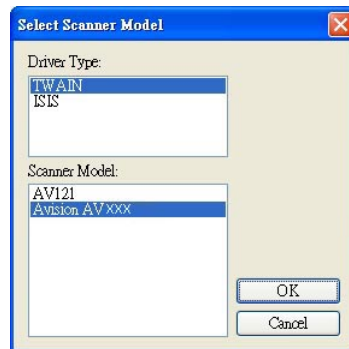 Select Scanner Model
Driver Type:
TWAIN
ISIS
Scanner Model:
AV121
Avision AVXXX
OK
Cancel